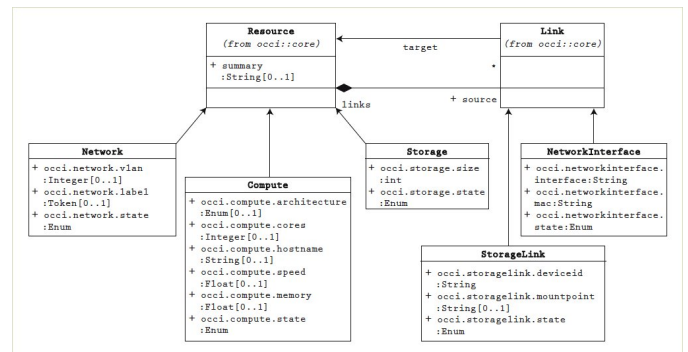 Resource
(from occi::core)
+ summary
:String[0..1]
Link
(from occi::core)
target
*
links
+ source
Network
+ occi.network.vlan
:Integer[0..1]
+ occi.network.label
:Token[0..1]
+ occi.network.state
:Enum
Compute
+ occi.compute.architecture
:Enum[0..1]
+ occi.compute.cores
:Integer[0..1]
+ occi.compute.hostname
:String[0..1]
+ occi.compute.speed
:Float[0..1]
+ occi.compute.memory
:Float[0..1]
+ occi.compute.state
:Enum
Storage
+ occi.storage.size
:int
+ occi.storage.state
:Enum
NetworkInterface
+ occi.networkinterface.
interface:String
+ occi.networkinterface.
mac:String
+ occi.networkinterface.
state:Enum
StorageLink
+ occi.storagelink.deviceid
:String
+ occi.storagelink.mountpoint
:String[0..1]
+ occi.storagelink.state
:Enum